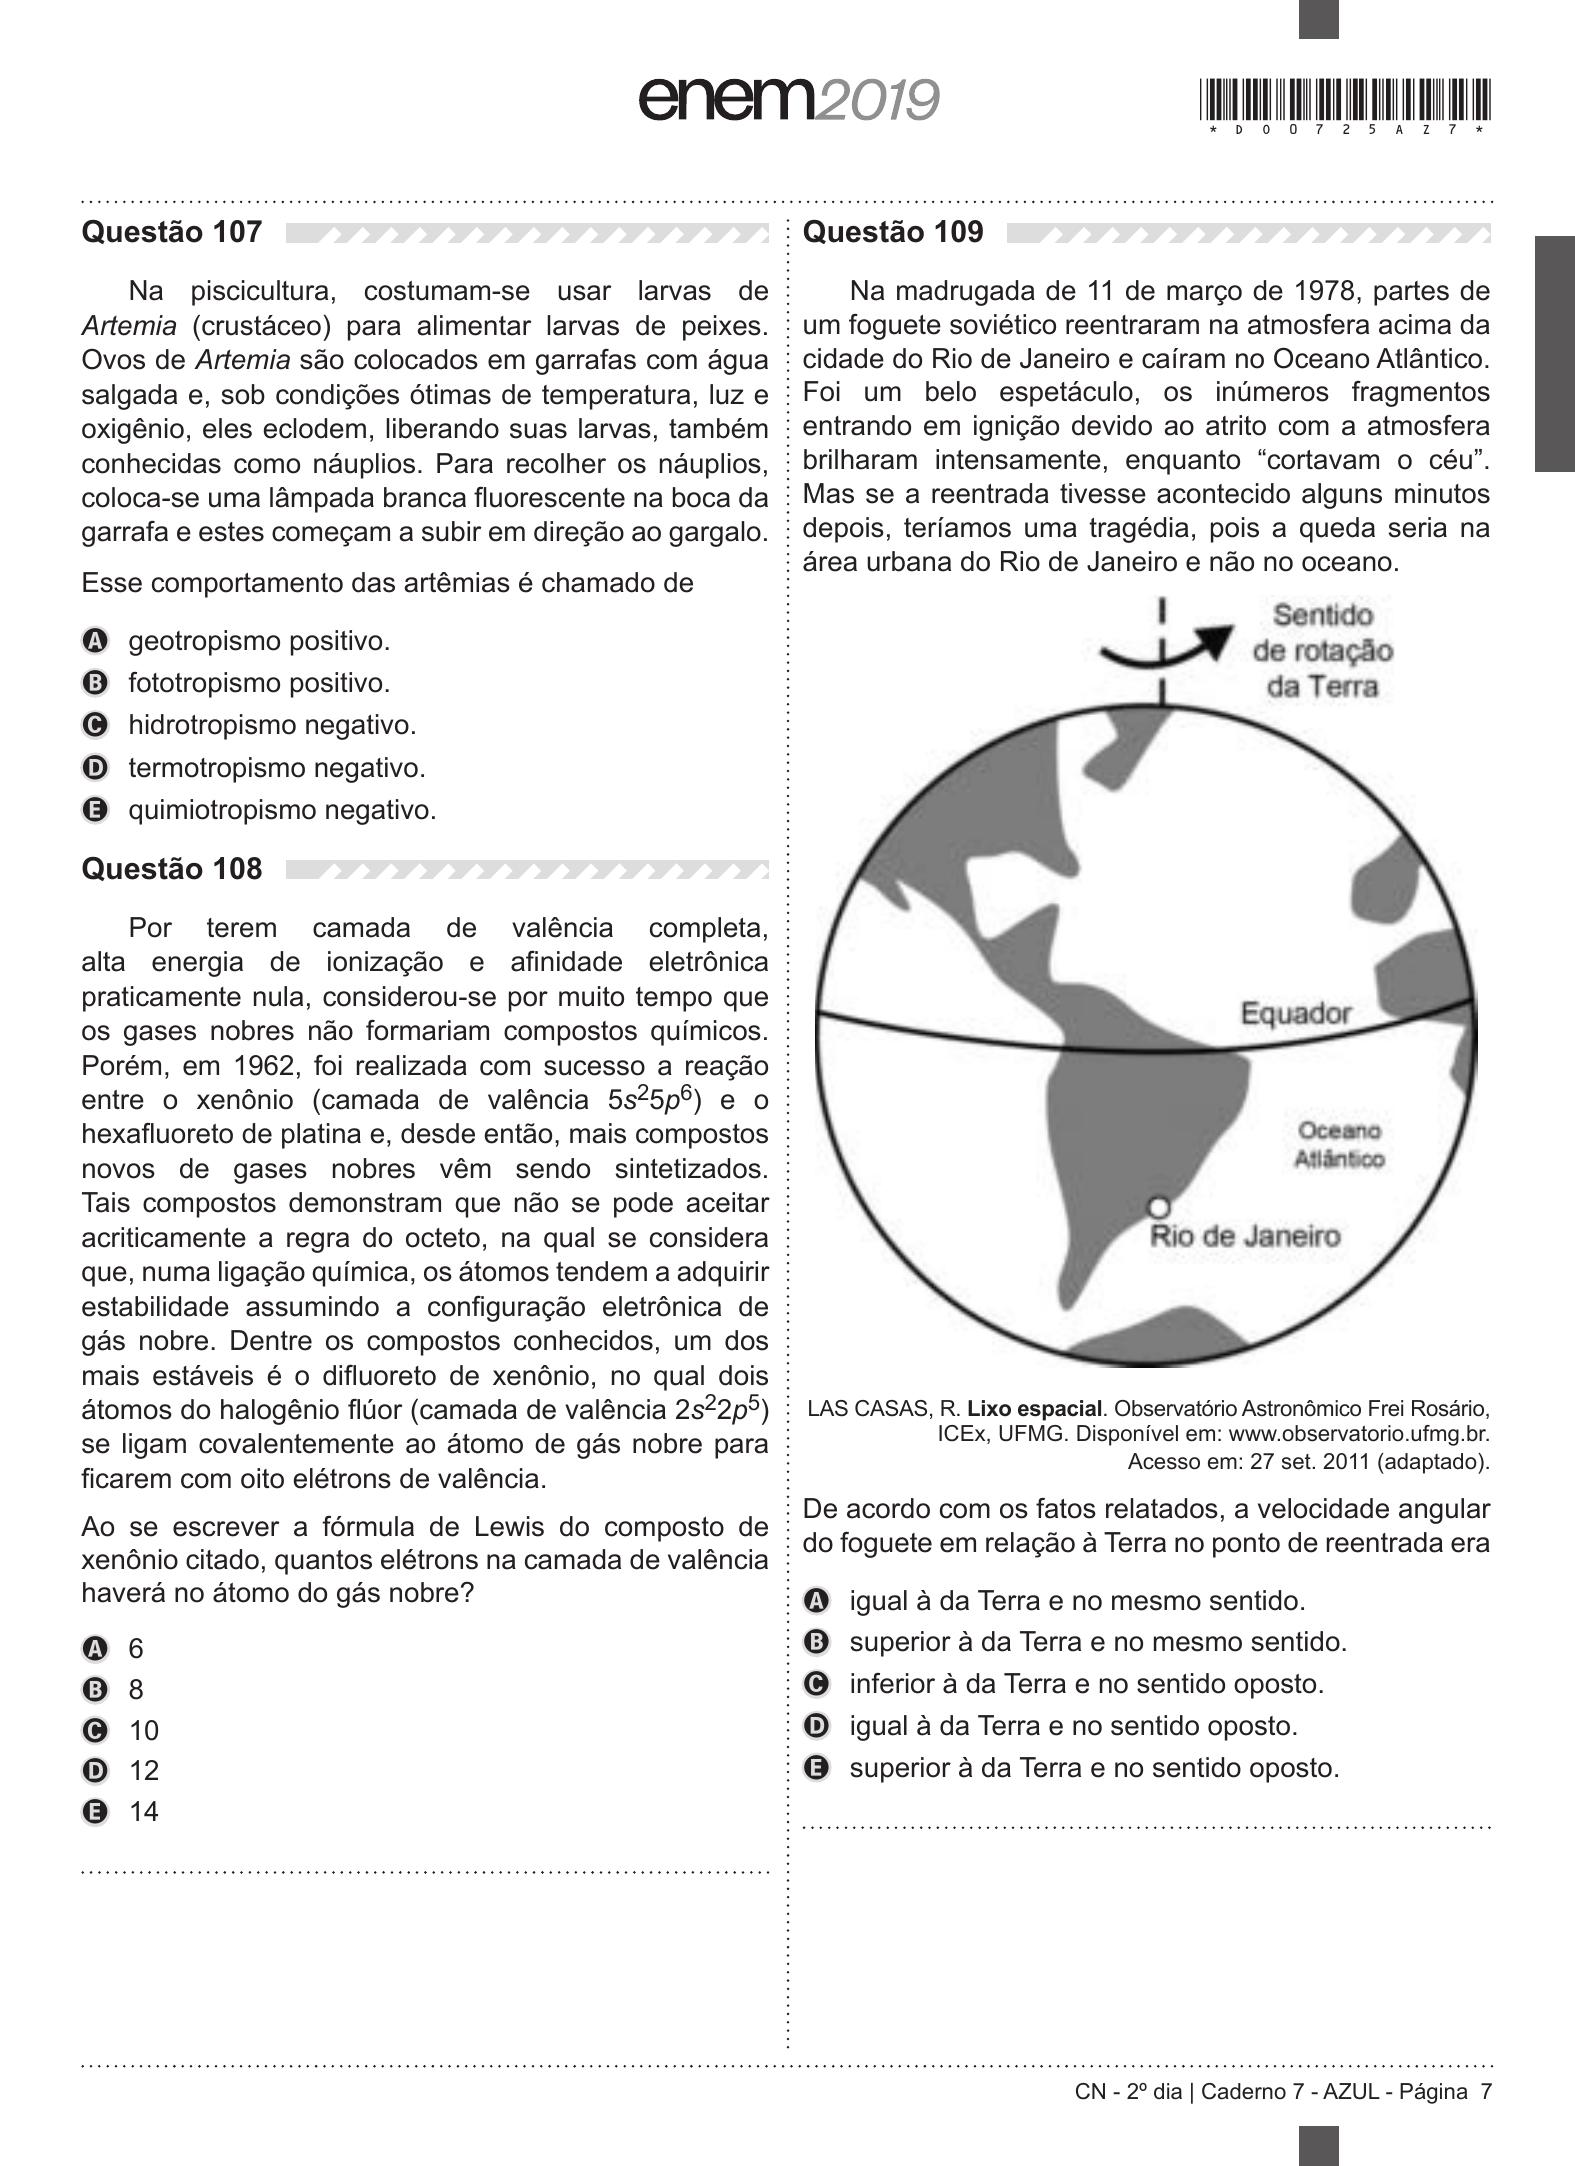 enem2019
*D00725AZ7*
Questão 107
Na piscicultura, costumam-se usar larvas de
Artemia (crustáceo) para alimentar larvas de peixes.
Ovos de Artemia são colocados em garrafas com água
salgada e, sob condições ótimas de temperatura, luz e
oxigênio, eles eclodem, liberando suas larvas, também
conhecidas como náuplios. Para recolher os náuplios,
coloca-se uma lâmpada branca fluorescente na boca da
garrafa e estes começam a subir em direção ao gargalo.
Esse comportamento das artêmias é chamado de
A geotropismo positivo.
B fototropismo positivo.
C hidrotropismo negativo.
D termotropismo negativo.
E quimiotropismo negativo.
Questão 108
Por terem camada de valência completa,
alta energia de ionização e afinidade eletrônica
praticamente nula, considerou-se por muito tempo que
os gases nobres não formariam compostos químicos.
Porém, em 1962, foi realizada com sucesso a reação
entre o xenônio (camada de valência 5s²5p⁶) e o
hexafluoreto de platina e, desde então, mais compostos
novos de gases nobres vêm sendo sintetizados.
Tais compostos demonstram que não se pode aceitar
acriticamente a regra do octeto, na qual se considera
que, numa ligação química, os átomos tendem a adquirir
estabilidade assumindo a configuração eletrônica de
gás nobre. Dentre os compostos conhecidos, um dos
mais estáveis é o difluoreto de xenônio, no qual dois
átomos do halogênio flúor (camada de valência 2s²2p⁵)
se ligam covalentemente ao átomo de gás nobre para
ficarem com oito elétrons de valência.
Ao se escrever a fórmula de Lewis do composto de
xenônio citado, quantos elétrons na camada de valência
haverá no átomo do gás nobre?
A 6
B 8
C 10
D 12
E 14
Questão 109
Na madrugada de 11 de março de 1978, partes de
um foguete soviético reentraram na atmosfera acima da
cidade do Rio de Janeiro e caíram no Oceano Atlântico.
Foi um belo espetáculo, os inúmeros fragmentos
entrando em ignição devido ao atrito com a atmosfera
brilharam intensamente, enquanto “cortavam o céu”.
Mas se a reentrada tivesse acontecido alguns minutos
depois, teríamos uma tragédia, pois a queda seria na
área urbana do Rio de Janeiro e não no oceano.
Sentido
de rotação
da Terra
Equador
Oceano
Atlântico
Rio de Janeiro
LAS CASAS, R. Lixo espacial. Observatório Astronômico Frei Rosário,
ICEx, UFMG. Disponível em: www.observatorio.ufmg.br.
Acesso em: 27 set. 2011 (adaptado).
De acordo com os fatos relatados, a velocidade angular
do foguete em relação à Terra no ponto de reentrada era
A igual à da Terra e no mesmo sentido.
B superior à da Terra e no mesmo sentido.
C inferior à da Terra e no sentido oposto.
D igual à da Terra e no sentido oposto.
E superior à da Terra e no sentido oposto.
CN - 2º dia | Caderno 7 - AZUL - Página 7